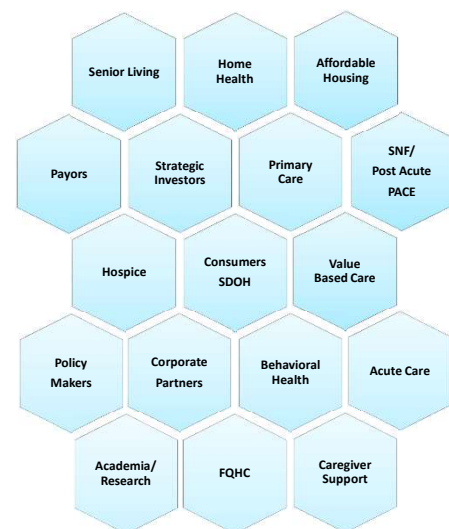 Senior Living
Home
Health
Affordable
Housing
Payors
Strategic
Investors
Primary
Care
SNF/
Post Acute
PACE
Hospice
Consumers
SDOH
Value
Based Care
Policy
Makers
Corporate
Partners
Behavioral
Health
Acute Care
Academia/
Research
FQHC
Caregiver
Support